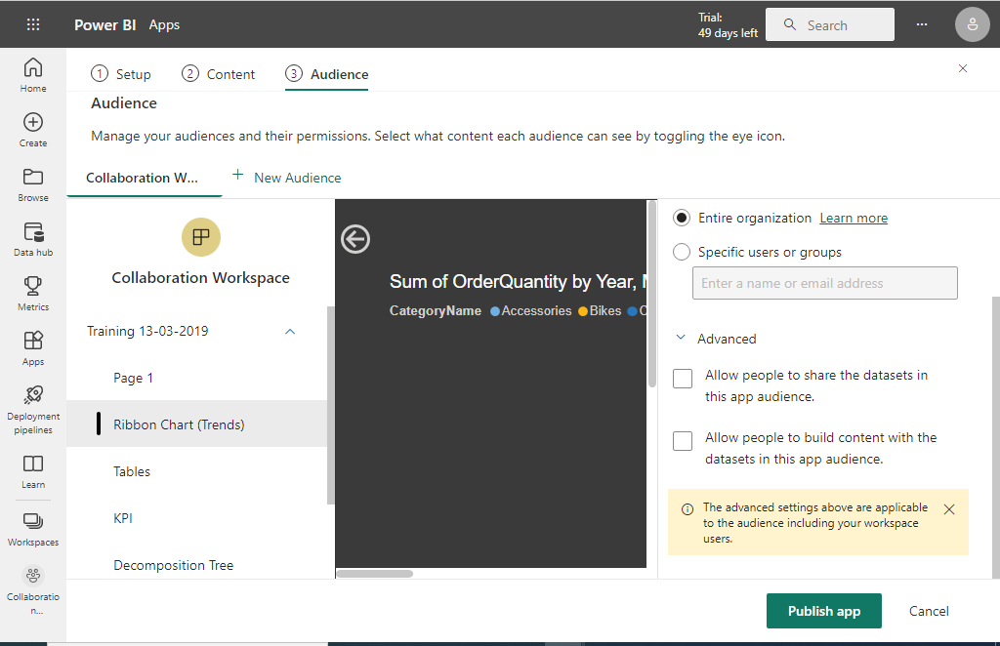 Power BI Apps
Trial:
49 days left
Search
Home
Create
Browse
Data hub
Metrics
Apps
Deployment
pipelines
Learn
Workspaces
Collaboratio
n...
1 Setup
2 Content
3 Audience
Audience
Manage your audiences and their permissions. Select what content each audience can see by toggling the eye icon.
Collaboration W...
+ New Audience
Collaboration Workspace
Training 13-03-2019
Page 1
Ribbon Chart (Trends)
Tables
KPI
Decomposition Tree
Sum of OrderQuantity by Year,
CategoryName Accessories Bikes
Entire organization Learn more
Specific users or groups
Enter a name or email address
Advanced
Allow people to share the datasets in
this app audience.
Allow people to build content with the
datasets in this app audience.
The advanced settings above are applicable
to the audience including your workspace
users.
Publish app
Cancel